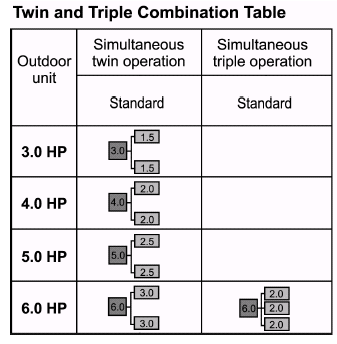 Twin and Triple Combination Table
Outdoor unit
Simultaneous twin operation
Simultaneous triple operation
Standard
Standard
3.0 HP
3.0
1.5
1.5
4.0 HP
4.0
2.0
2.0
5.0 HP
5.0
2.5
2.5
6.0 HP
6.0
3.0
3.0
6.0
2.0
2.0
2.0